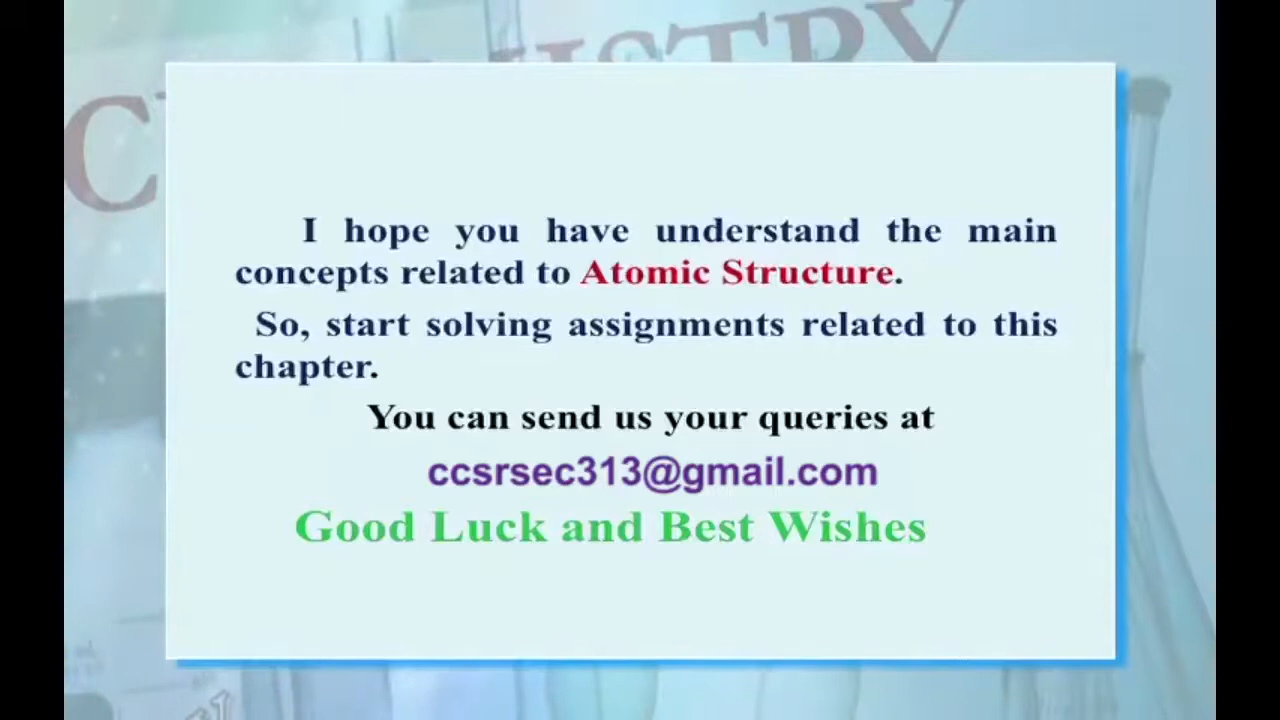 I hope you have understand the main
concepts related to Atomic Structure.
So, start solving assignments related to this
chapter.
You can send us your queries at
ccsrsec313@gmail.com
Good Luck and Best Wishes